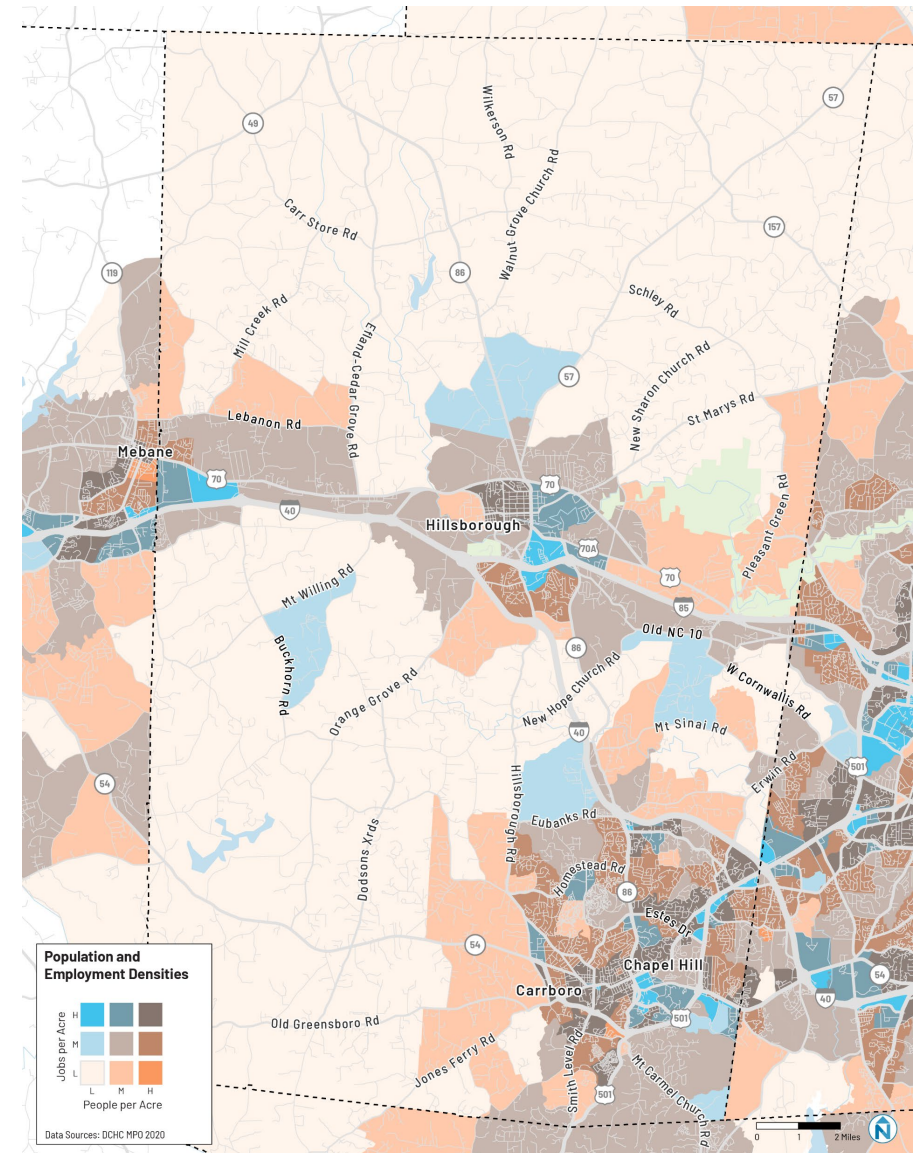 57
49
Wilkerson Rd
Walnut Grove Church Rd
Carr Store Rd
157
119
86
Mill Creek Rd
Efland-Cedar Grove Rd
Schley Rd
57
New Sharon Church Rd
St Marys Rd
Lebanon Rd
Mebane
70
70
Pleasant Green Rd
40
Hillsborough
70A
70
Mt Willing Rd
85
Old NC 10
Buckhorn Rd
86
W Cornwallis Rd
Orange Grove Rd
New Hope Church Rd
Mt Sinai Rd
40
501
54
Erwin Rd
Hillsborough Rd
Eubanks Rd
Dodsons Xrds
Homestead Rd
86
Estes Dr
54
Chapel Hill
54
Carrboro
40
Old Greensboro Rd
501
Jones Ferry Rd
Smith Level Rd
Mt Carmel Church Rd
501
Population and
Employment Densities
Jobs per Acre
H
M
L
L M H
People per Acre
Data Sources: DCHC MPO 2020
0 1 2 Miles
N